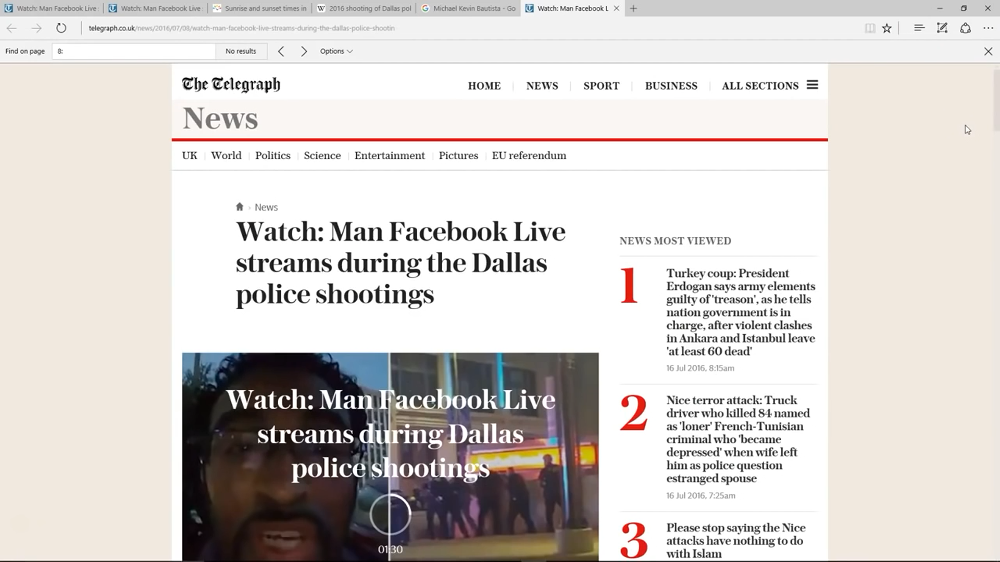 Watch: Man Facebook Live
Watch: Man Facebook Live
Sunrise and sunset times in
2016 shooting of Dallas pol
Michael Kevin Bautista - Go
Watch: Man Facebook L
telegraph.co.uk/news/2016/07/08/watch-man-facebook-live-streams-during-the-dallas-police-shootin
Find on page
8:
No results
Options
The Telegraph
HOME
NEWS
SPORT
BUSINESS
ALL SECTIONS
News
UK
World
Politics
Science
Entertainment
Pictures
EU referendum
News
Watch: Man Facebook Live
streams during the Dallas
police shootings
Watch: Man Facebook Live
streams during Dallas
police shootings
01:30
NEWS MOST VIEWED
1
Turkey coup: President
Erdogan says army elements
guilty of 'treason', as he tells
nation government is in
charge, after violent clashes
in Ankara and Istanbul leave
'at least 60 dead'
16 Jul 2016, 8:15am
2
Nice terror attack: Truck
driver who killed 84 named
as 'loner' French-Tunisian
criminal who 'became
depressed' when wife left
him as police question
estranged spouse
16 Jul 2016, 7:25am
3
Please stop saying the Nice
attacks have nothing to do
with Islam